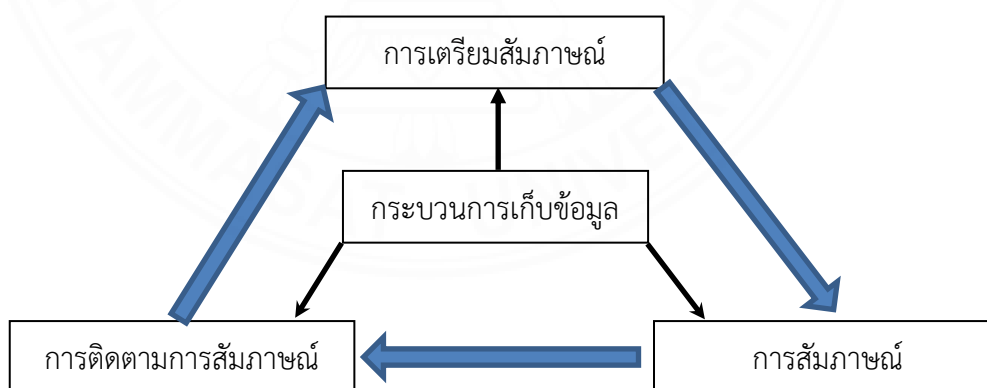 การเตรียมสัมภาษณ์
กระบวนการเก็บข้อมูล
การติดตามการสัมภาษณ์
การสัมภาษณ์